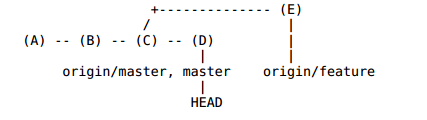 +-------------- (E)
/ |
(A) -- (B) -- (C) -- (D) |
| |
origin/master, master origin/feature
|
HEAD